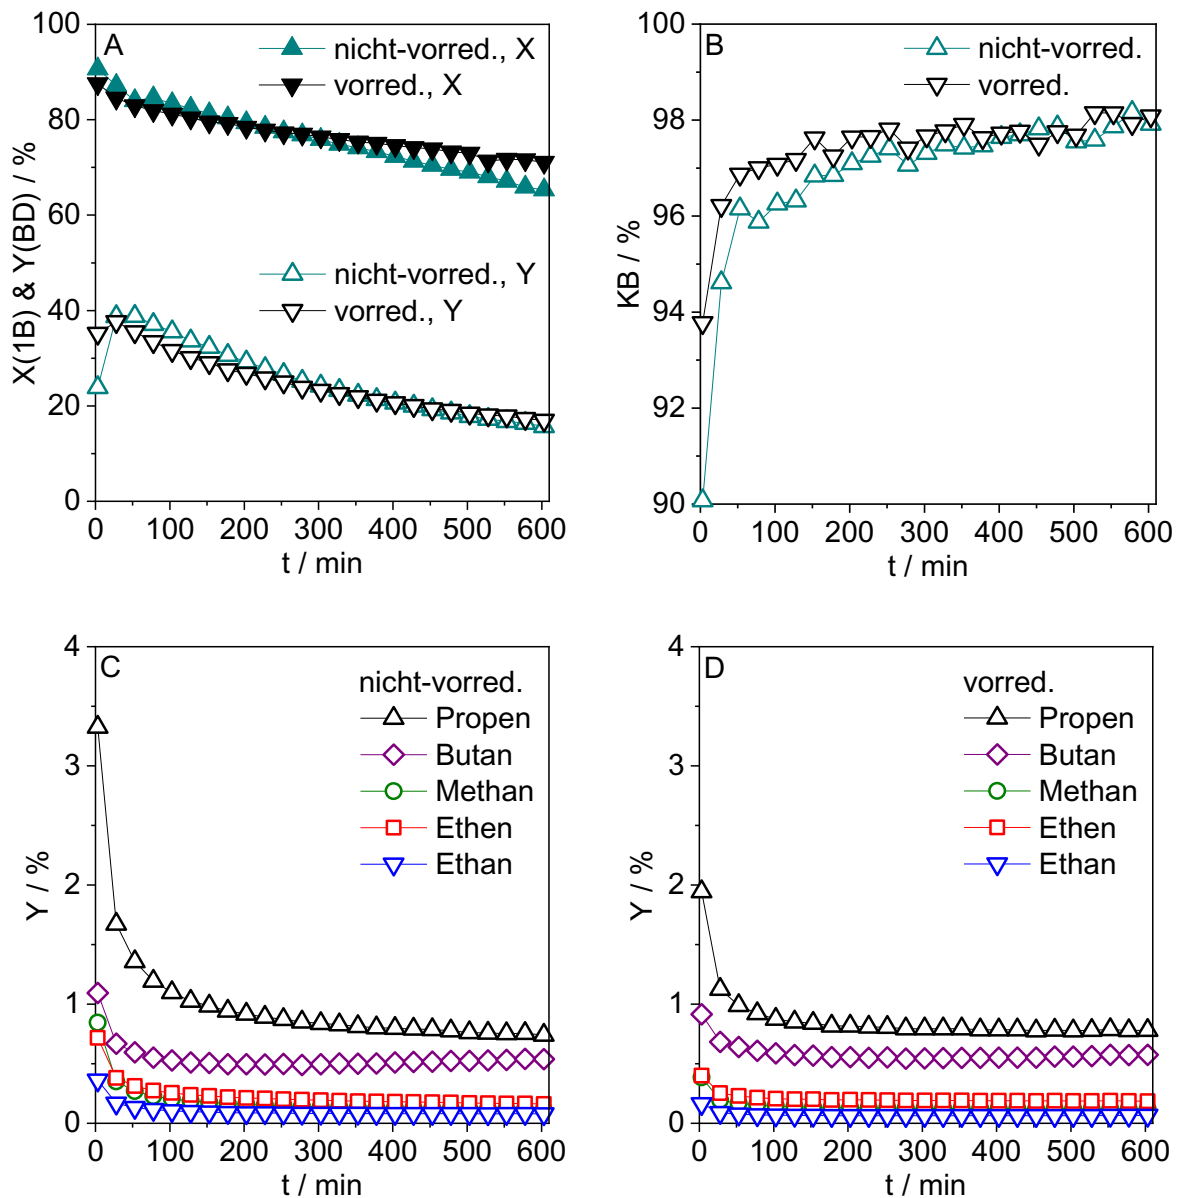 A
nicht-vorred., X
vorred., X
nicht-vorred., Y
vorred., Y
X(1B) & Y(BD) / %
100
80
60
40
20
0
0 100 200 300 400 500 600
t / min
B
nicht-vorred.
vorred.
KB / %
100
98
96
94
92
90
0 100 200 300 400 500 600
t / min
C
nicht-vorred.
Propen
Butan
Methan
Ethen
Ethan
Y / %
4
3
2
1
0
0 100 200 300 400 500 600
t / min
D
vorred.
Propen
Butan
Methan
Ethen
Ethan
Y / %
4
3
2
1
0
0 100 200 300 400 500 600
t / min